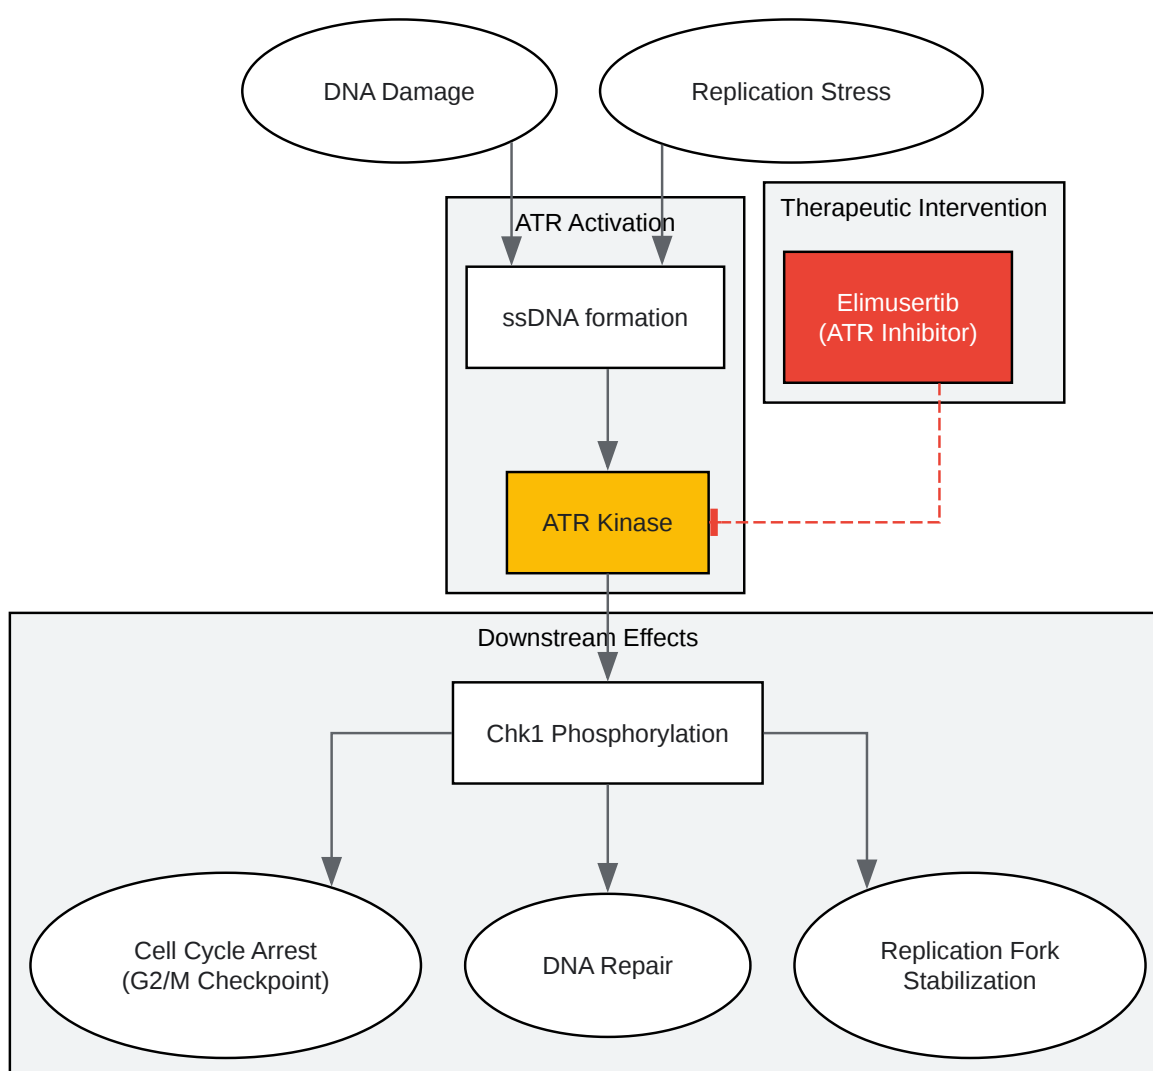 DNA Damage
Replication Stress
Therapeutic Intervention
ATR Activation
Elimusertib
(ATR Inhibitor)
ssDNA formation
ATR Kinase
Downstream Effects
Chk1 Phosphorylation
Cell Cycle Arrest
(G2/M Checkpoint)
DNA Repair
Replication Fork
Stabilization